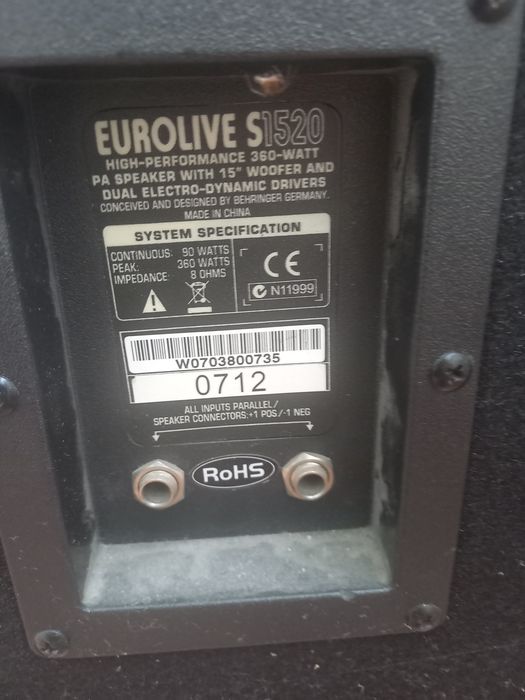 EUROLIVE S1520
HIGH-PERFORMANCE 360-WATT
PA SPEAKER WITH 15" WOOFER AND
DUAL ELECTRO-DYNAMIC DRIVERS
CONCEIVED AND DESIGNED BY BEHRINGER GERMANY.
MADE IN CHINA
SYSTEM SPECIFICATION
CONTINUOUS: 90 WATTS
PEAK: 360 WATTS
IMPEDANCE: 8 OHMS
CE
N11999
W0703800735
0712
ALL INPUTS PARALLEL/
SPEAKER CONNECTORS:+1 POS/-1 NEG
RoHS